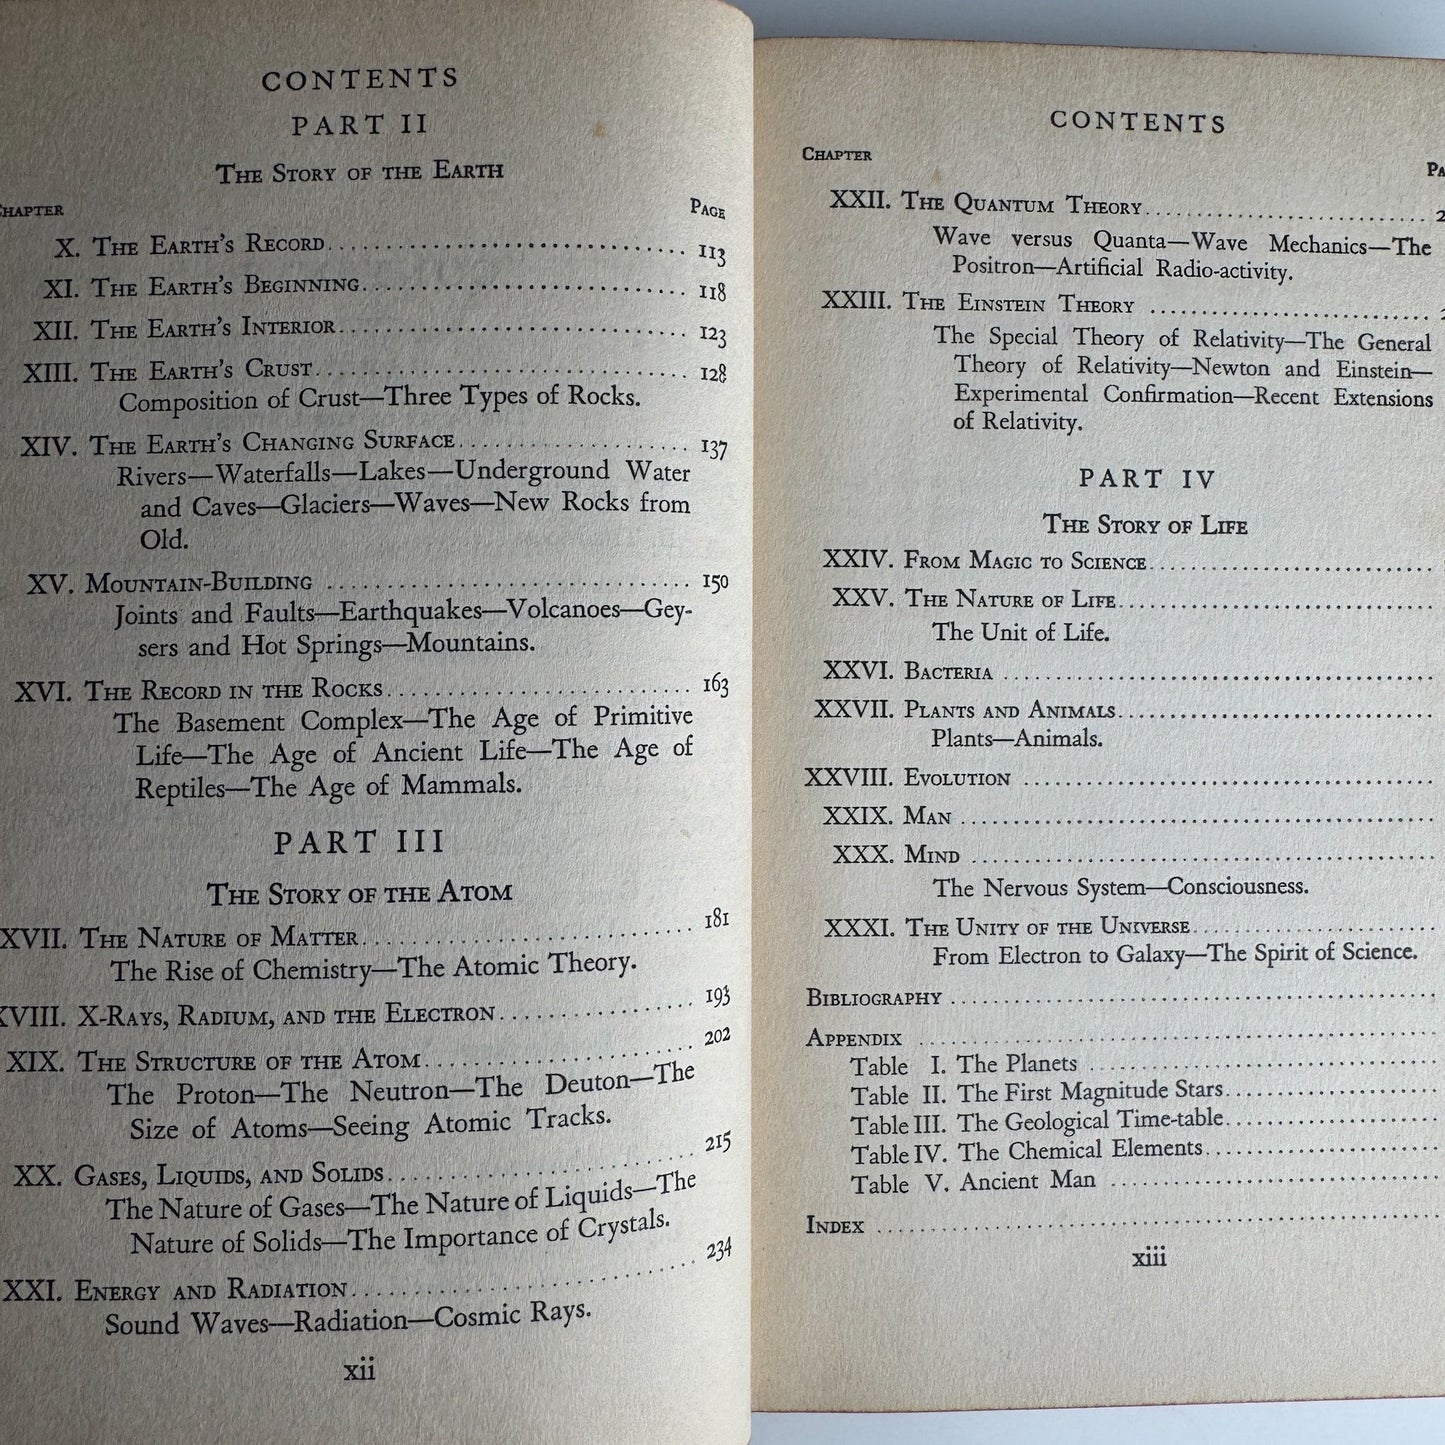 CONTENTS
PART II
The Story of the Earth
Chapter Page
X. The Earth's Record 113
XI. The Earth's Beginning 118
XII. The Earth's Interior 123
XIII. The Earth's Crust 128
Composition of Crust—Three Types of Rocks.
XIV. The Earth's Changing Surface 137
Rivers—Waterfalls—Lakes—Underground Water
and Caves—Glaciers—Waves—New Rocks from
Old.
XV. Mountain-Building 150
Joints and Faults—Earthquakes—Volcanoes—Gey-
sers and Hot Springs—Mountains.
XVI. The Record in the Rocks 163
The Basement Complex—The Age of Primitive
Life—The Age of Ancient Life—The Age of
Reptiles—The Age of Mammals.
PART III
The Story of the Atom
XVII. The Nature of Matter 181
The Rise of Chemistry—The Atomic Theory.
XVIII. X-Rays, Radium, and the Electron 193
XIX. The Structure of the Atom 202
The Proton—The Neutron—The Deuton—The
Size of Atoms—Seeing Atomic Tracks.
XX. Gases, Liquids, and Solids 215
The Nature of Gases—The Nature of Liquids—The
Nature of Solids—The Importance of Crystals.
XXI. Energy and Radiation 234
Sound Waves—Radiation—Cosmic Rays.
xii
CONTENTS
Chapter
XXII. The Quantum Theory
Wave versus Quanta—Wave Mechanics—The
Positron—Artificial Radio-activity.
XXIII. The Einstein Theory
The Special Theory of Relativity—The General
Theory of Relativity—Newton and Einstein—
Experimental Confirmation—Recent Extensions
of Relativity.
PART IV
The Story of Life
XXIV. From Magic to Science
XXV. The Nature of Life
The Unit of Life.
XXVI. Bacteria
XXVII. Plants and Animals
Plants—Animals.
XXVIII. Evolution
XXIX. Man
XXX. Mind
The Nervous System—Consciousness.
XXXI. The Unity of the Universe
From Electron to Galaxy—The Spirit of Science.
Bibliography
Appendix
Table I. The Planets
Table II. The First Magnitude Stars
Table III. The Geological Time-table
Table IV. The Chemical Elements
Table V. Ancient Man
Index
xiii